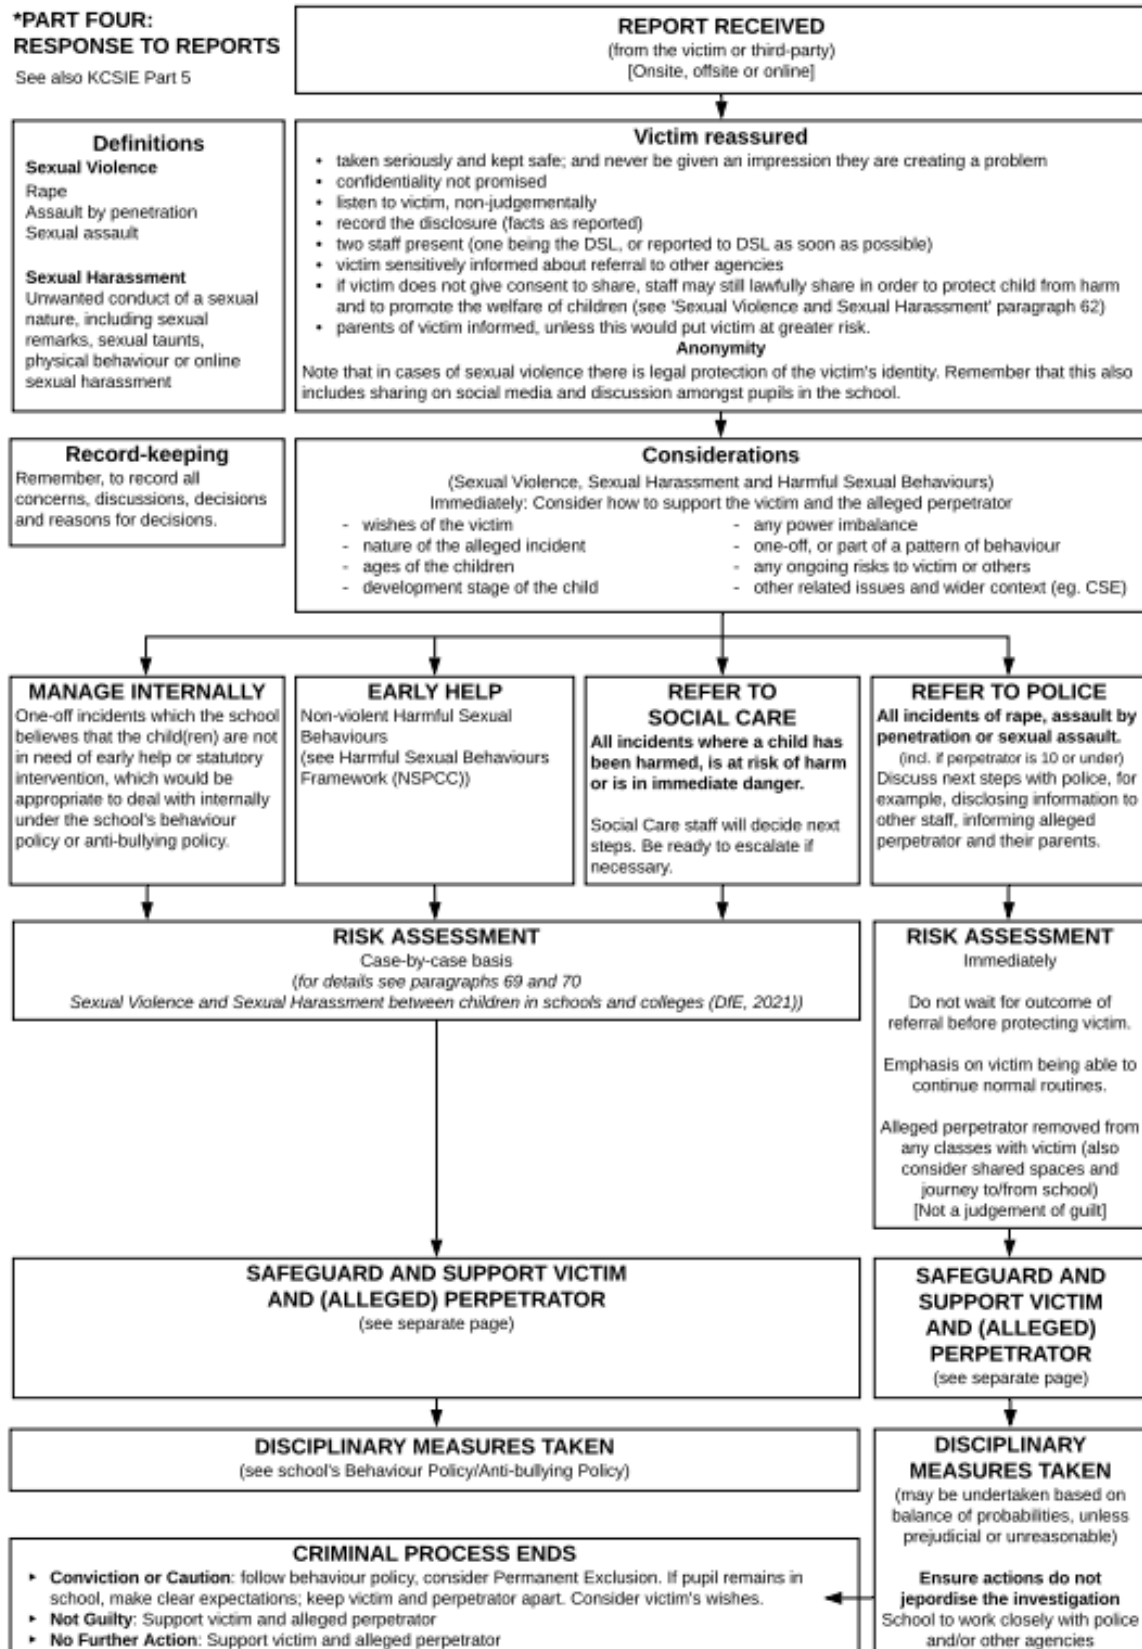 *PART FOUR:
RESPONSE TO REPORTS
See also KCSIE Part 5
REPORT RECEIVED
(from the victim or third-party)
[Onsite, offsite or online]
Definitions
Sexual Violence
Rape
Assault by penetration
Sexual assault
Sexual Harassment
Unwanted conduct of a sexual
nature, including sexual
remarks, sexual taunts,
physical behaviour or online
sexual harassment
Victim reassured
• taken seriously and kept safe; and never be given an impression they are creating a problem
• confidentiality not promised
• listen to victim, non-judgementally
• record the disclosure (facts as reported)
• two staff present (one being the DSL, or reported to DSL as soon as possible)
• victim sensitively informed about referral to other agencies
• if victim does not give consent to share, staff may still lawfully share in order to protect child from harm
and to promote the welfare of children (see 'Sexual Violence and Sexual Harassment' paragraph 62)
• parents of victim informed, unless this would put victim at greater risk.
Anonymity
Note that in cases of sexual violence there is legal protection of the victim's identity. Remember that this also
includes sharing on social media and discussion amongst pupils in the school.
Record-keeping
Remember, to record all
concerns, discussions, decisions
and reasons for decisions.
Considerations
(Sexual Violence, Sexual Harassment and Harmful Sexual Behaviours)
Immediately: Consider how to support the victim and the alleged perpetrator
- wishes of the victim
- nature of the alleged incident
- ages of the children
- development stage of the child
- any power imbalance
- one-off, or part of a pattern of behaviour
- any ongoing risks to victim or others
- other related issues and wider context (eg. CSE)
MANAGE INTERNALLY
One-off incidents which the school
believes that the child(ren) are not
in need of early help or statutory
intervention, which would be
appropriate to deal with internally
under the school's behaviour
policy or anti-bullying policy.
EARLY HELP
Non-violent Harmful Sexual
Behaviours
(see Harmful Sexual Behaviours
Framework (NSPCC))
REFER TO
SOCIAL CARE
All incidents where a child has
been harmed, is at risk of harm
or is in immediate danger.
Social Care staff will decide next
steps. Be ready to escalate if
necessary.
REFER TO POLICE
All incidents of rape, assault by
penetration or sexual assault.
(incl. if perpetrator is 10 or under)
Discuss next steps with police, for
example, disclosing information to
other staff, informing alleged
perpetrator and their parents.
RISK ASSESSMENT
Case-by-case basis
(for details see paragraphs 69 and 70
Sexual Violence and Sexual Harassment between children in schools and colleges (DfE, 2021))
RISK ASSESSMENT
Immediately
Do not wait for outcome of
referral before protecting victim.
Emphasis on victim being able to
continue normal routines.
Alleged perpetrator removed from
any classes with victim (also
consider shared spaces and
journey to/from school)
[Not a judgement of guilt]
SAFEGUARD AND SUPPORT VICTIM
AND (ALLEGED) PERPETRATOR
(see separate page)
SAFEGUARD AND
SUPPORT VICTIM
AND (ALLEGED)
PERPETRATOR
(see separate page)
DISCIPLINARY MEASURES TAKEN
(see school's Behaviour Policy/Anti-bullying Policy)
DISCIPLINARY
MEASURES TAKEN
(may be undertaken based on
balance of probabilities, unless
prejudicial or unreasonable)
Ensure actions do not
jepordise the investigation
School to work closely with police
and/or other agencies
CRIMINAL PROCESS ENDS
‣ Conviction or Caution: follow behaviour policy, consider Permanent Exclusion. If pupil remains in
school, make clear expectations; keep victim and perpetrator apart. Consider victim's wishes.
‣ Not Guilty: Support victim and alleged perpetrator
‣ No Further Action: Support victim and alleged perpetrator